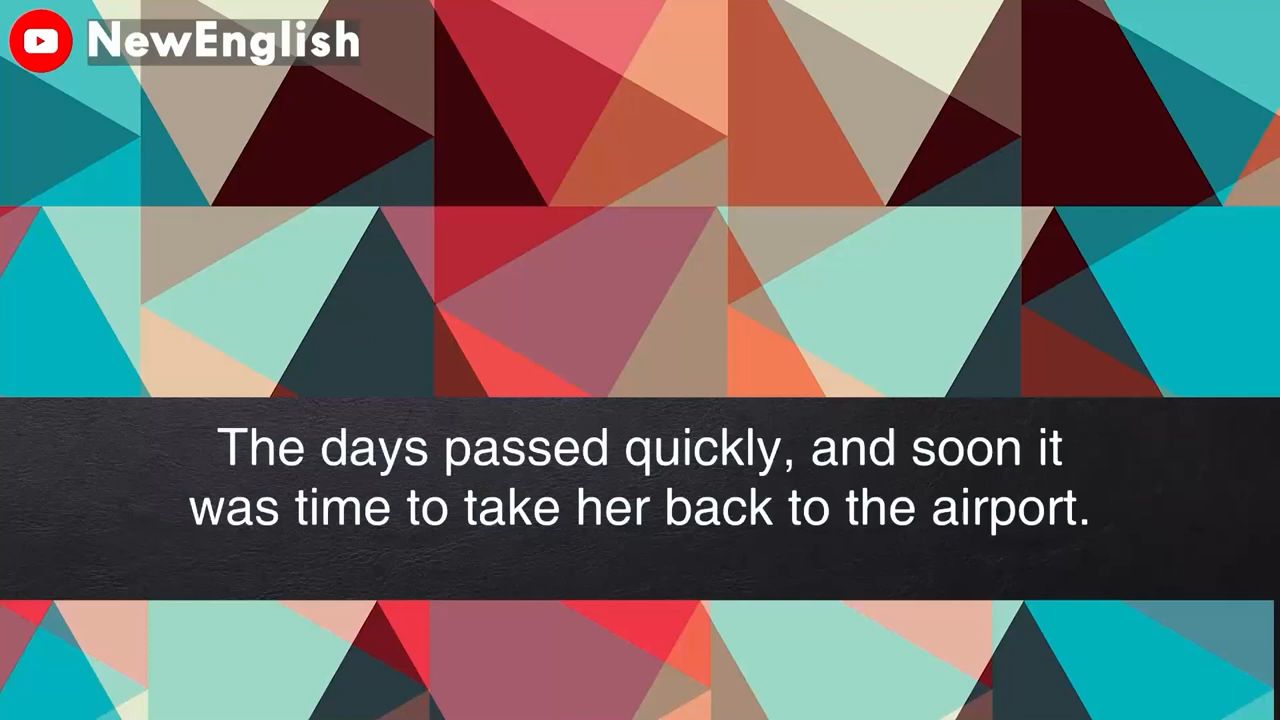 NewEnglish
The days passed quickly, and soon it
was time to take her back to the airport.